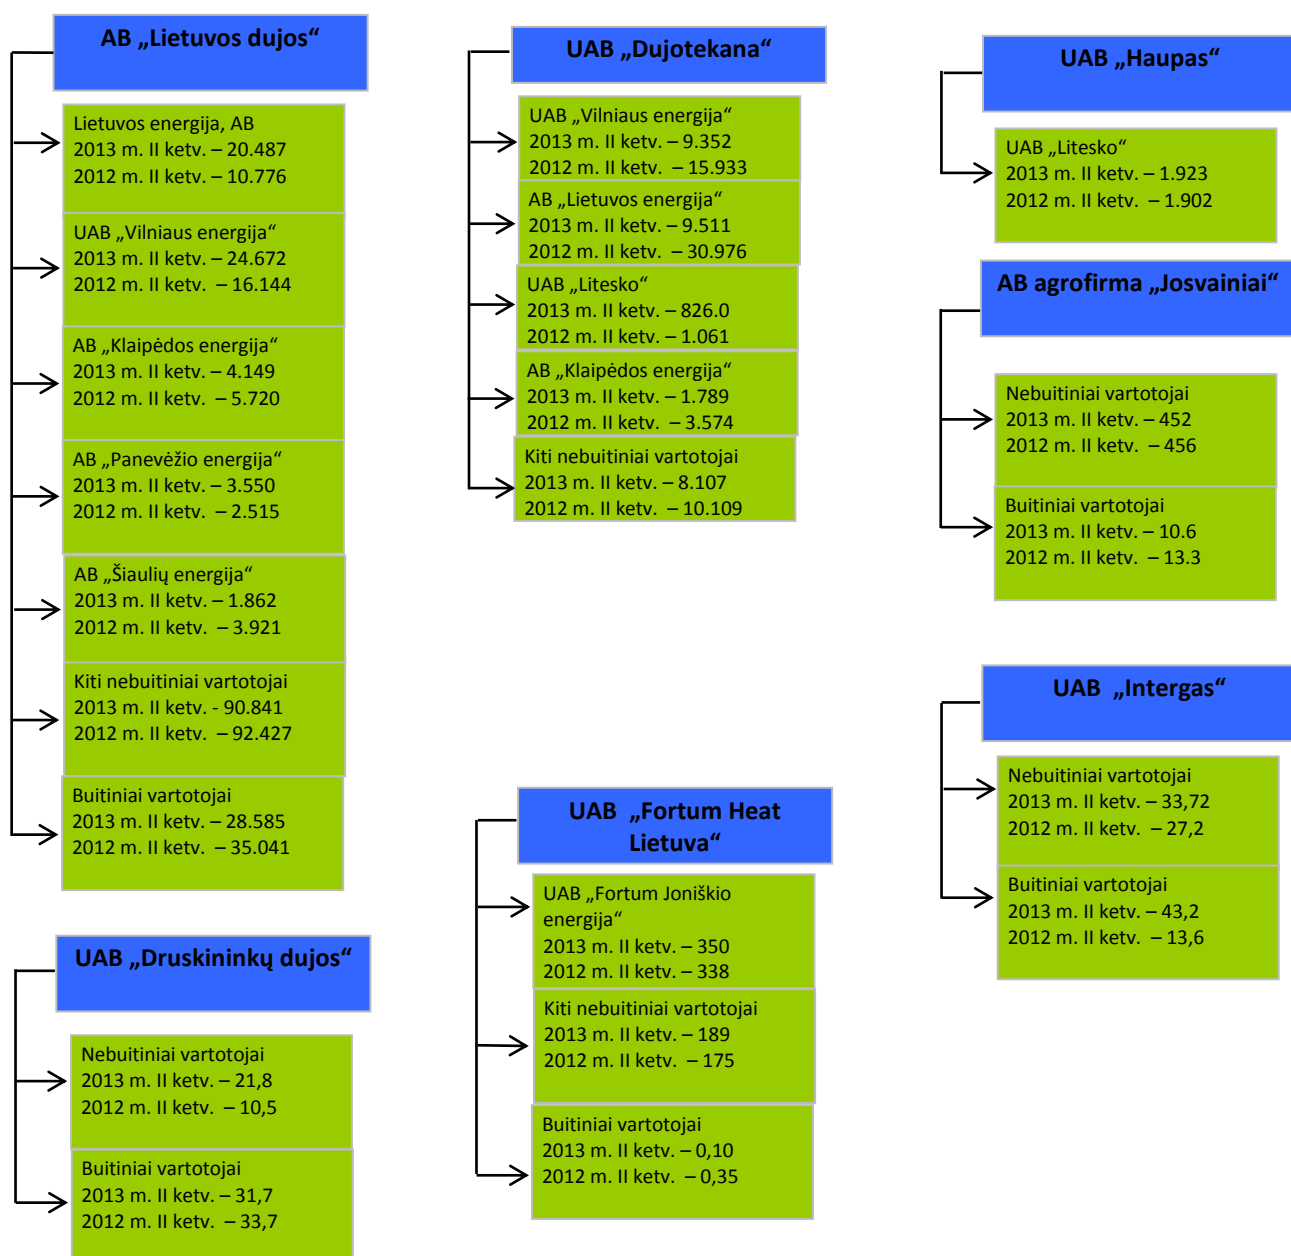 AB „Lietuvos dujos“
Lietuvos energija, AB
2013 m. II ketv. – 20.487
2012 m. II ketv.  – 10.776
UAB „Vilniaus energija“
2013 m. II ketv. – 24.672
2012 m. II ketv.  – 16.144
AB „Klaipėdos energija“
2013 m. II ketv. – 4.149
2012 m. II ketv.  – 5.720
AB „Panevėžio energija“
2013 m. II ketv. – 3.550
2012 m. II ketv.  – 2.515
AB „Šiaulių energija“
2013 m. II ketv. – 1.862
2012 m. II ketv.  – 3.921
Kiti nebuitiniai vartotojai
2013 m. II ketv. - 90.841
2012 m. II ketv.  – 92.427
Buitiniai vartotojai
2013 m. II ketv. – 28.585
2012 m. II ketv. – 35.041
UAB „Druskininkų dujos“
Nebuitiniai vartotojai
2013 m. II ketv. – 21,8
2012 m. II ketv. – 10,5
Buitiniai vartotojai
2013 m. II ketv. – 31,7
2012 m. II ketv. – 33,7
UAB „Dujotekana“
UAB „Vilniaus energija“
2013 m. II ketv. – 9.352
2012 m. II ketv.  – 15.933
AB „Lietuvos energija“
2013 m. II ketv. – 9.511
2012 m. II ketv.  – 30.976
UAB „Litesko“
2013 m. II ketv. – 826.0
2012 m. II ketv.  – 1.061
AB „Klaipėdos energija“
2013 m. II ketv. – 1.789
2012 m. II ketv.  – 3.574
Kiti nebuitiniai vartotojai
2013 m. II ketv. – 8.107
2012 m. II ketv.  – 10.109
UAB  „Fortum Heat
Lietuva“
UAB „Fortum Joniškio
energija“
2013 m. II ketv. – 350
2012 m. II ketv. – 338
Kiti nebuitiniai vartotojai
2013 m. II ketv. – 189
2012 m. II ketv.  – 175
Buitiniai vartotojai
2013 m. II ketv. – 0,10
2012 m. II ketv.  – 0,35
UAB „Haupas“
UAB „Litesko“
2013 m. II ketv. – 1.923
2012 m. II ketv.  – 1.902
AB agrofirma „Josvainiai“
Nebuitiniai vartotojai
2013 m. II ketv. – 452
2012 m. II ketv.  – 456
Buitiniai vartotojai
2013 m. II ketv. – 10.6
2012 m. II ketv.  – 13.3
UAB  „Intergas“
Nebuitiniai vartotojai
2013 m. II ketv. – 33,72
2012 m. II ketv.  – 27,2
Buitiniai vartotojai
2013 m. II ketv. – 43,2
2012 m. II ketv.  – 13,6